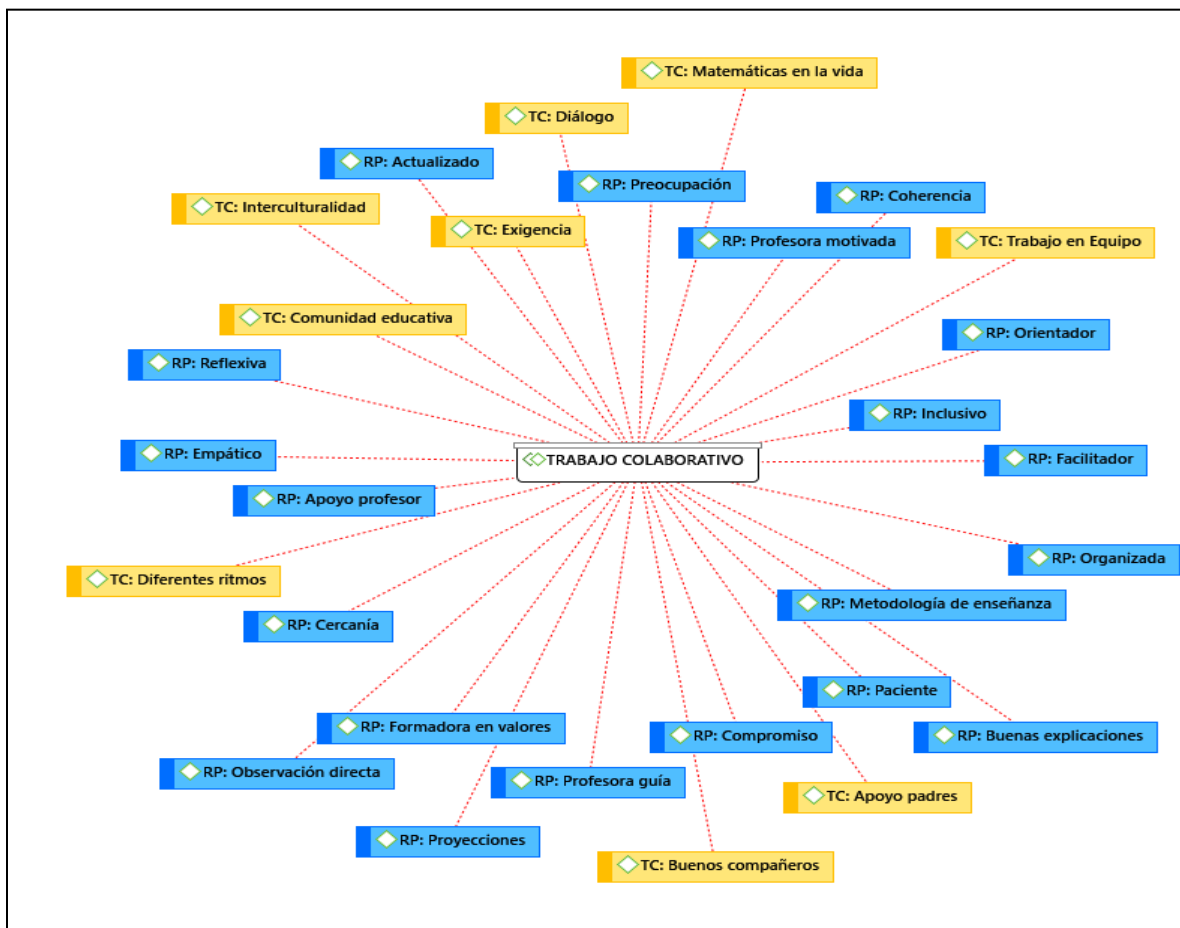 TC: Matemáticas en la vida
TC: Diálogo
RP: Actualizado
RP: Preocupación
RP: Coherencia
TC: Interculturalidad
TC: Exigencia
RP: Profesora motivada
TC: Trabajo en Equipo
TC: Comunidad educativa
RP: Orientador
RP: Reflexiva
RP: Inclusivo
RP: Empático
TRABAJO COLABORATIVO
RP: Facilitador
RP: Apoyo profesor
RP: Organizada
TC: Diferentes ritmos
RP: Metodología de enseñanza
RP: Cercanía
RP: Paciente
RP: Formadora en valores
RP: Compromiso
RP: Buenas explicaciones
RP: Observación directa
RP: Profesora guía
TC: Apoyo padres
RP: Proyecciones
TC: Buenos compañeros